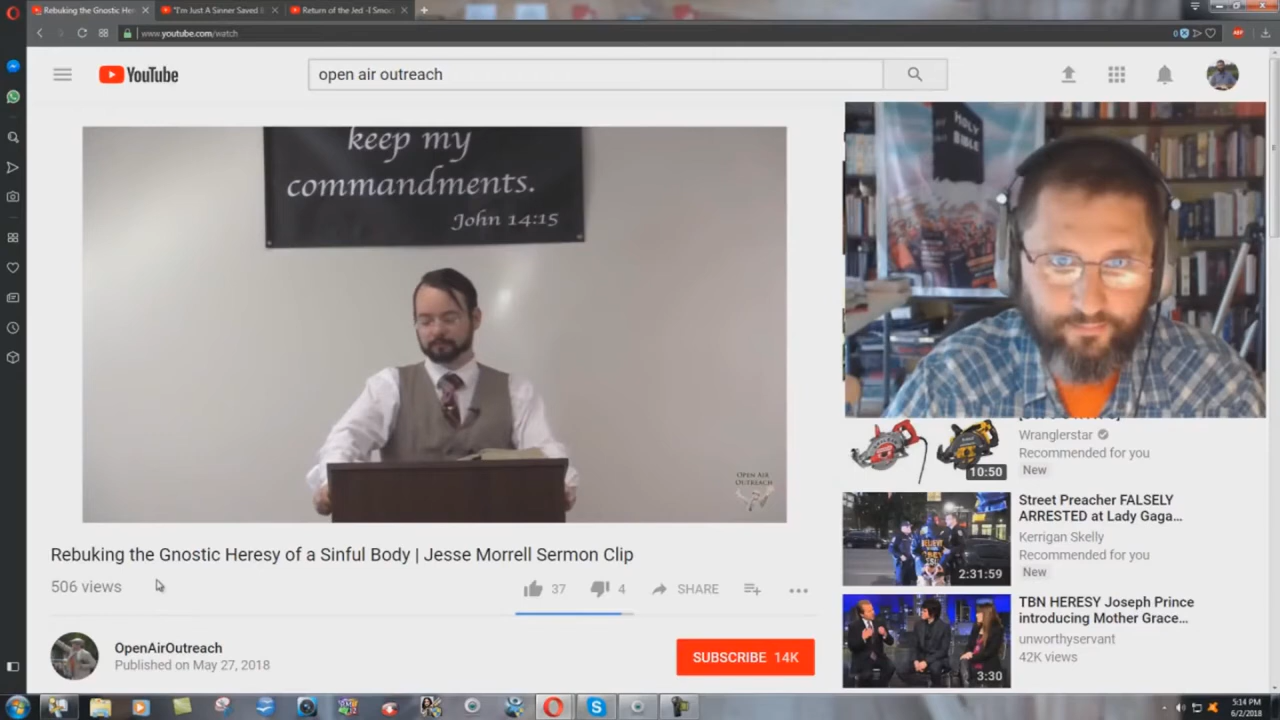 Rebuking the Gnostic Her
"I'm Just A Sinner Saved
Return of the Jed -I Smoc
www.youtube.com/watch
0
ABP
YouTube
open air outreach
keep my
commandments.
John 14:15
HOLY
BIBLE
OPEN AIR
OUTREACH
Wranglerstar
Recommended for you
New
10:50
Street Preacher FALSELY
ARRESTED at Lady Gaga...
Kerrigan Skelly
Recommended for you
New
2:31:59
TBN HERESY Joseph Prince
introducing Mother Grace...
unworthyservant
42K views
3:30
Rebuking the Gnostic Heresy of a Sinful Body | Jesse Morrell Sermon Clip
506 views
37
4
SHARE
OpenAirOutreach
Published on May 27, 2018
SUBSCRIBE 14K
5:14 PM
6/2/2018